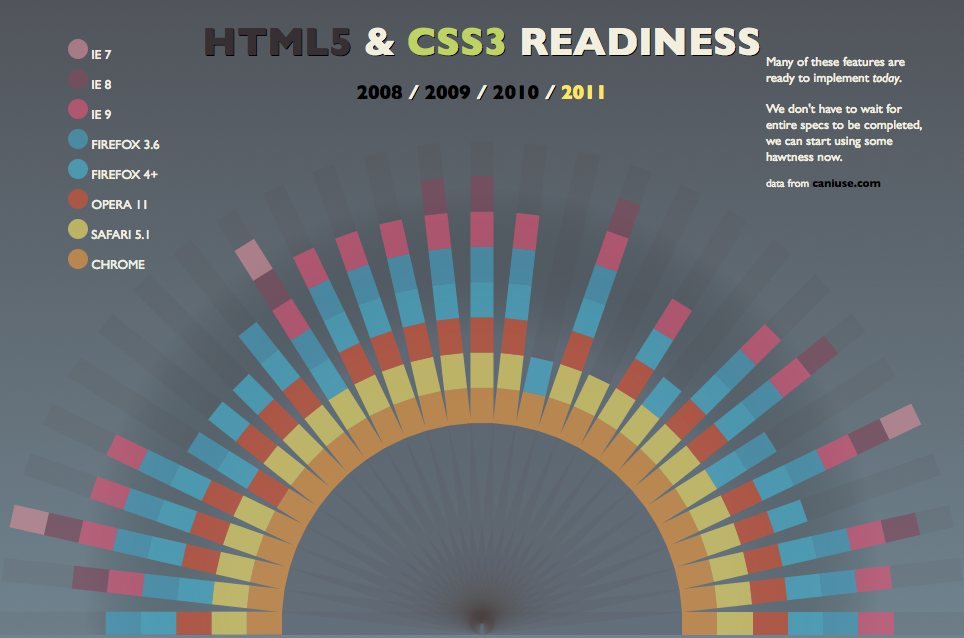 HTML5 & CSS3 READINESS
2008 / 2009 / 2010 / 2011
IE 7
IE 8
IE 9
FIREFOX 3.6
FIREFOX 4+
OPERA 11
SAFARI 5.1
CHROME
Many of these features are
ready to implement today.
We don't have to wait for
entire specs to be completed,
we can start using some
hawtness now.
data from caniuse.com